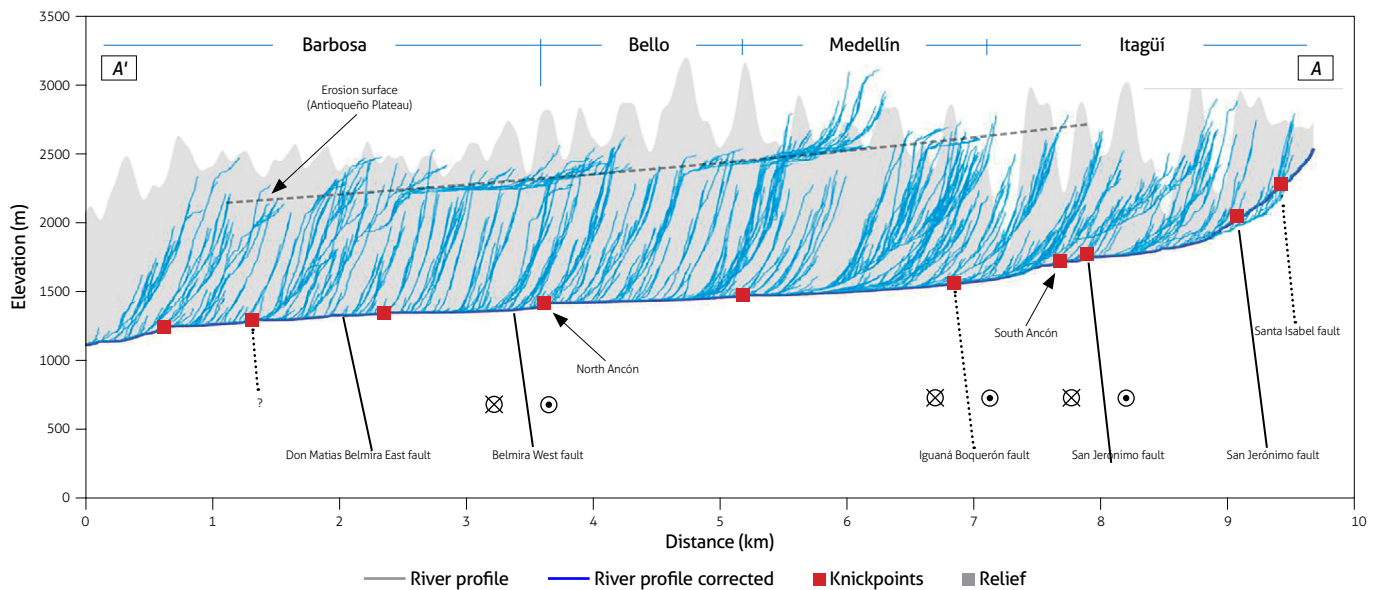 Barbosa
Bello
Medellín
Itagüí
A'
A
Erosion surface
(Antioqueño Plateau)
3500
3000
2500
2000
1500
1000
500
0
Elevation (m)
North Ancón
South Ancón
Santa Isabel fault
?
Don Matias Belmira East fault
Belmira West fault
Iguaná Boquerón fault
San Jerónimo fault
San Jerónimo fault
0
1
2
3
4
5
6
7
8
9
10
Distance (km)
River profile
River profile corrected
Knickpoints
Relief